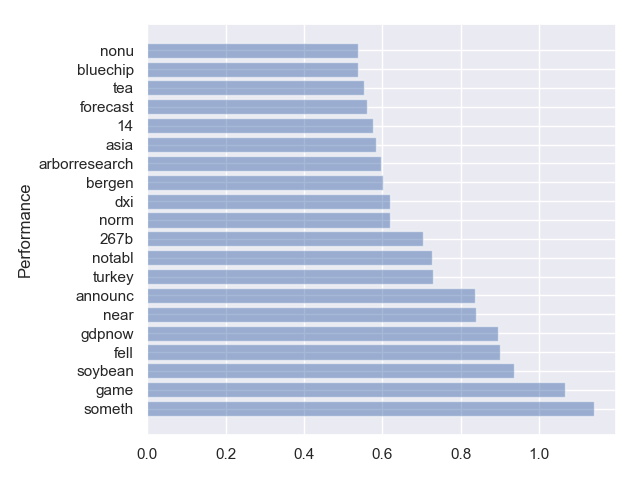 nonu
bluechip
tea
forecast
14
asia
arborresearch
bergen
dxi
norm
267b
notabl
turkey
announc
near
gdpnow
fell
soybean
game
someth
Performance
0.0 0.2 0.4 0.6 0.8 1.0